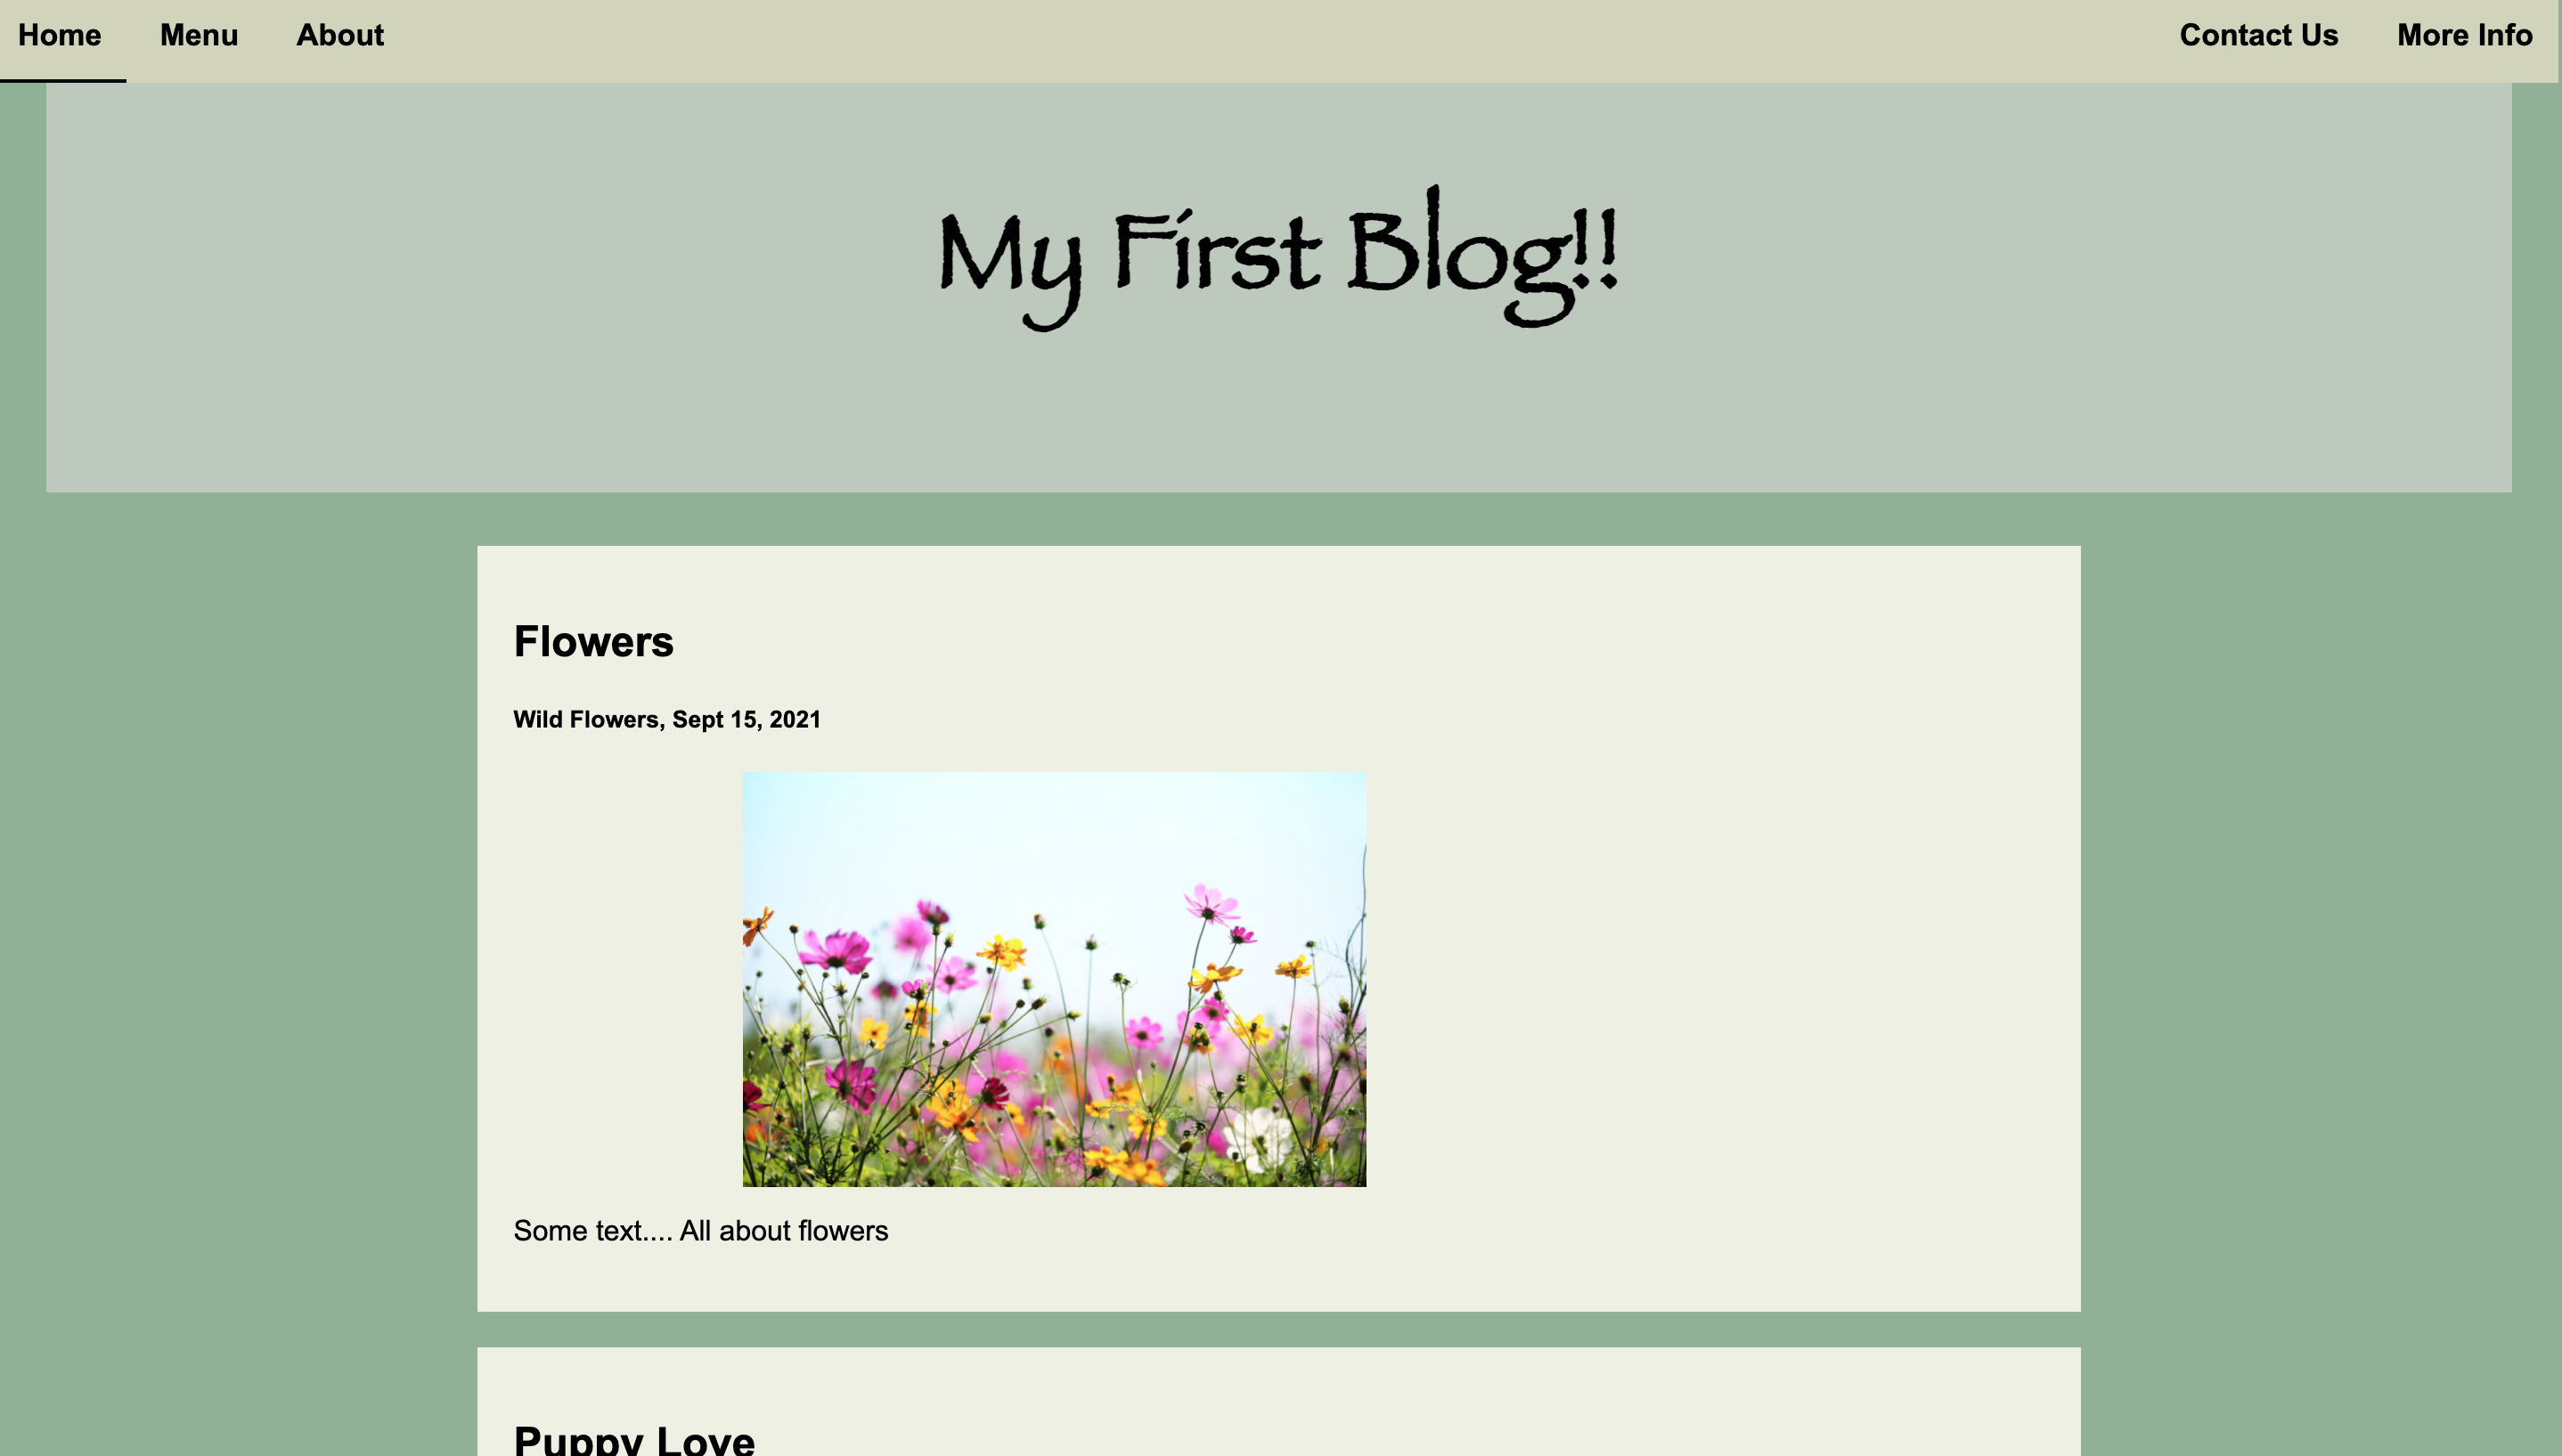 Home Menu About Contact Us More Info
My First Blog!!
Flowers
Wild Flowers, Sept 15, 2021
Some text.... All about flowers
Puppy Love